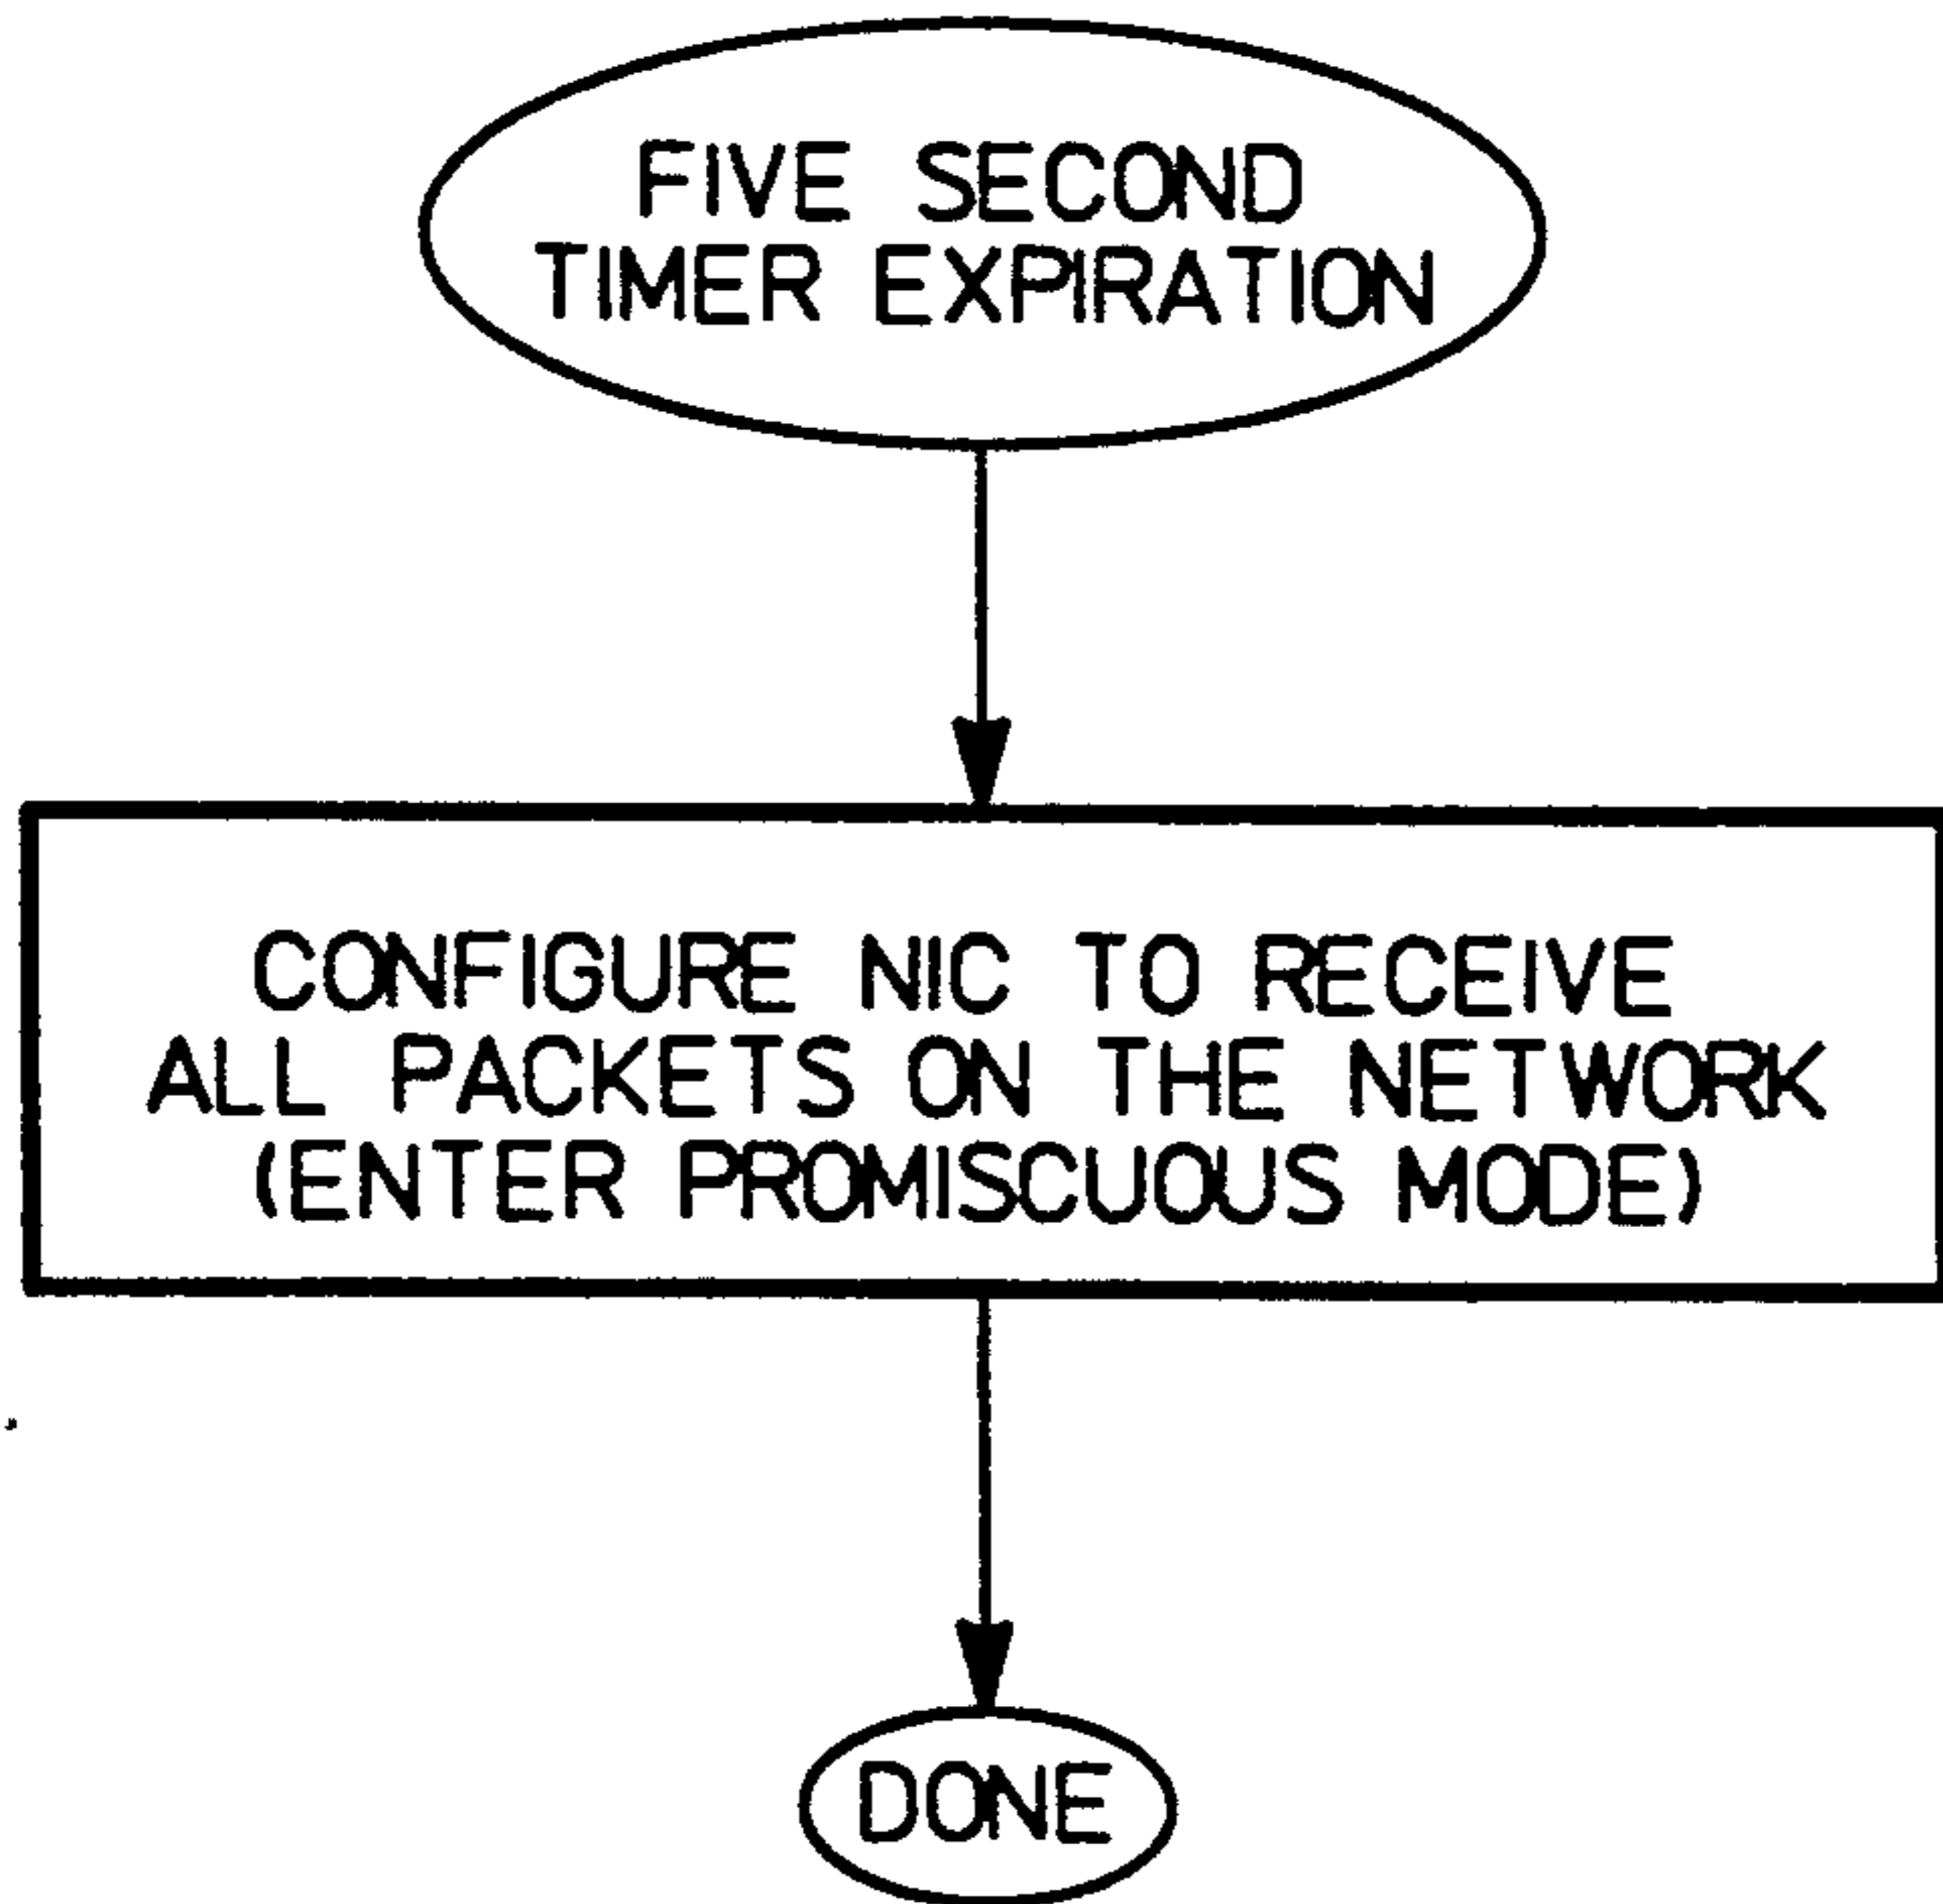 FIVE SECOND
TIMER EXPIRATION
CONFIGURE NIC TO RECEIVE
ALL PACKETS ON THE NETWORK
(ENTER PROMISCUOUS MODE)
DONE